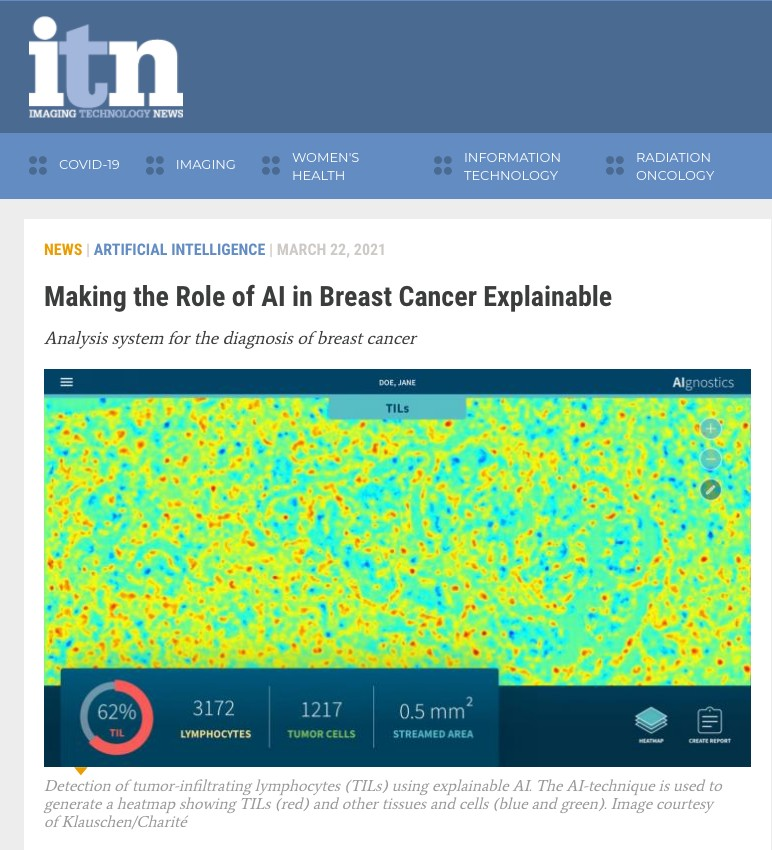 itn
IMAGING TECHNOLOGY NEWS
COVID-19
IMAGING
WOMEN'S
HEALTH
INFORMATION
TECHNOLOGY
RADIATION
ONCOLOGY
NEWS | ARTIFICIAL INTELLIGENCE | MARCH 22, 2021
Making the Role of AI in Breast Cancer Explainable
Analysis system for the diagnosis of breast cancer
DOE, JANE
AIgnostics
TILs
62%
TIL
3172
LYMPHOCYTES
1217
TUMOR CELLS
0.5 mm²
STREAMED AREA
HEATMAP
CREATE REPORT
Detection of tumor-infiltrating lymphocytes (TILs) using explainable AI. The AI-technique is used to
generate a heatmap showing TILs (red) and other tissues and cells (blue and green). Image courtesy
of Klauschen/Charité